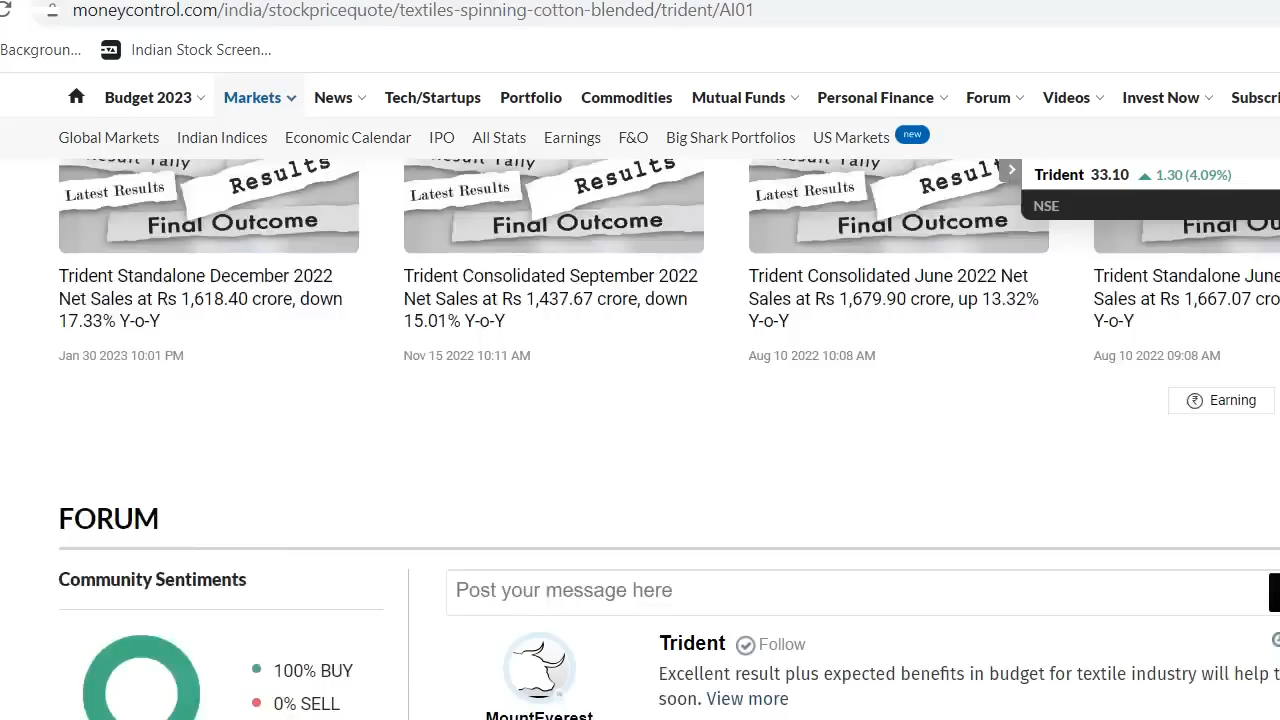 moneycontrol.com/india/stockpricequote/textiles-spinning-cotton-blended/trident/AI01
Backgroun... Indian Stock Screen...
Budget 2023 Markets News Tech/Startups Portfolio Commodities Mutual Funds Personal Finance Forum Videos Invest Now Subscri
Global Markets Indian Indices Economic Calendar IPO All Stats Earnings F&O Big Shark Portfolios US Markets new
Trident 33.10 1.30 (4.09%)
NSE
Result Tally
Latest Results Results
Final Outcome
Result Tally
Latest Results Results
Final Outcome
Result Tally
Latest Results Result
Final Outcome
Final Out
Trident Standalone December 2022
Net Sales at Rs 1,618.40 crore, down
17.33% Y-o-Y
Jan 30 2023 10:01 PM
Trident Consolidated September 2022
Net Sales at Rs 1,437.67 crore, down
15.01% Y-o-Y
Nov 15 2022 10:11 AM
Trident Consolidated June 2022 Net
Sales at Rs 1,679.90 crore, up 13.32%
Y-o-Y
Aug 10 2022 10:08 AM
Trident Standalone June
Sales at Rs 1,667.07 cro
Y-o-Y
Aug 10 2022 09:08 AM
₹ Earning
FORUM
Community Sentiments
100% BUY
0% SELL
Post your message here
MountEverest
Trident Follow
Excellent result plus expected benefits in budget for textile industry will help t
soon. View more